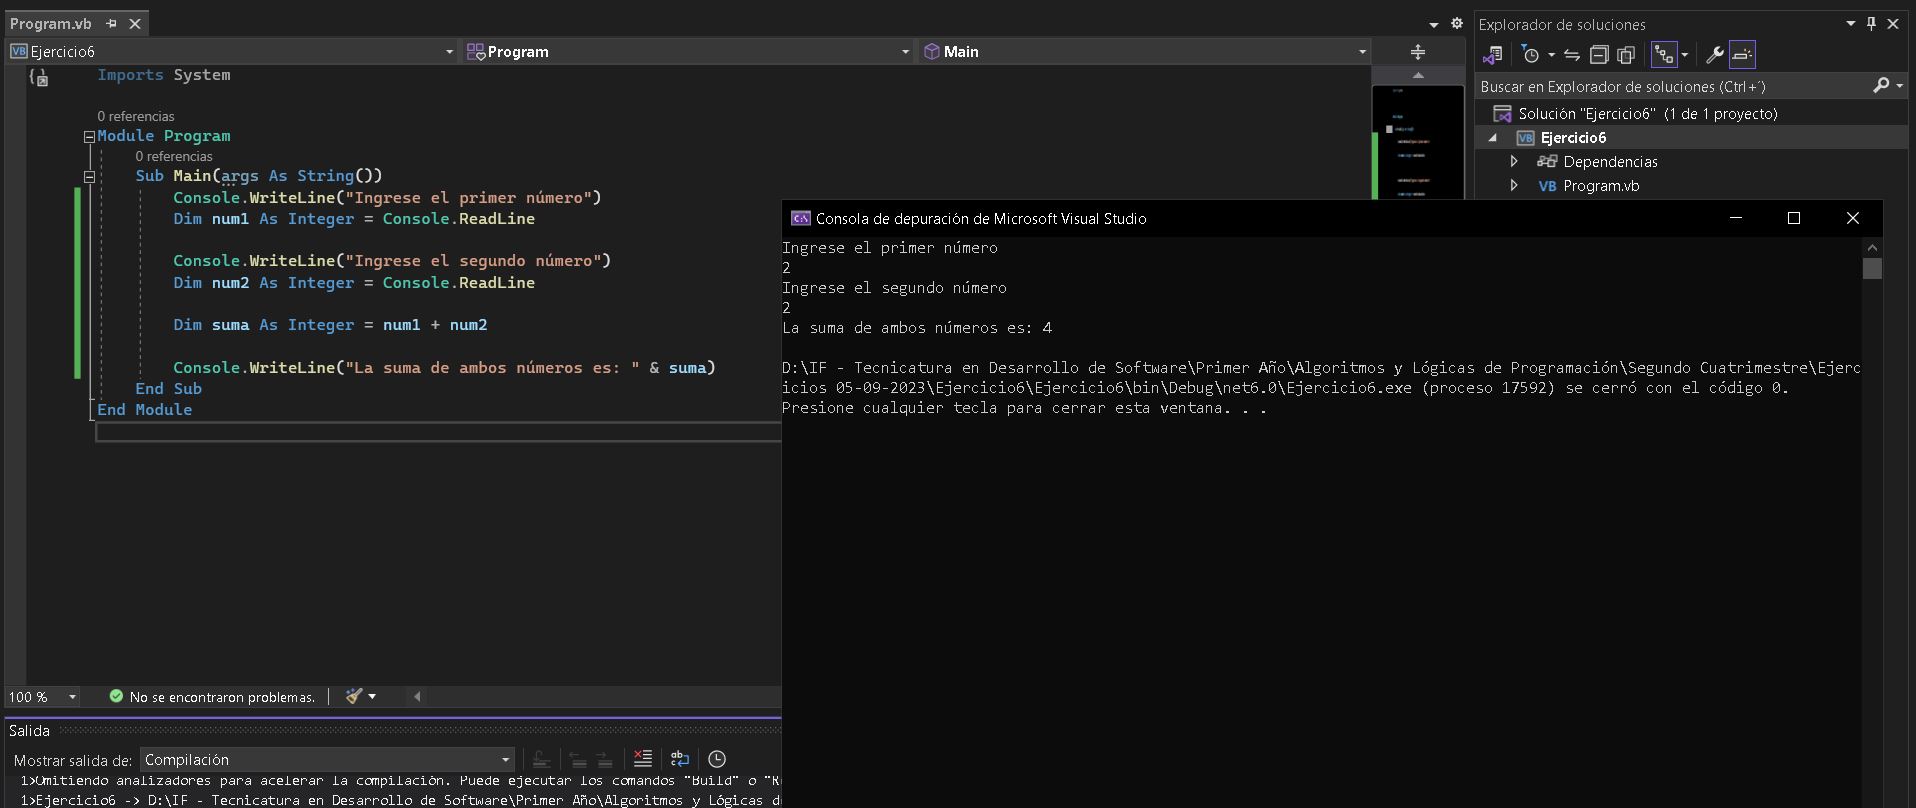 Program.vb
Ejercicio6
Program
Main
Imports System
0 referencias
Module Program
0 referencias
Sub Main(args As String())
Console.WriteLine("Ingrese el primer número")
Dim num1 As Integer = Console.ReadLine
Console.WriteLine("Ingrese el segundo número")
Dim num2 As Integer = Console.ReadLine
Dim suma As Integer = num1 + num2
Console.WriteLine("La suma de ambos números es: " & suma)
End Sub
End Module
100 %
No se encontraron problemas.
Salida
Mostrar salida de: Compilación
1>Omitiendo analizadores para acelerar la compilación. Puede ejecutar los comandos "Build" o "R
1>Ejercicio6 -> D:\IF - Tecnicatura en Desarrollo de Software\Primer Año\Algoritmos y Lógicas d
Explorador de soluciones
Buscar en Explorador de soluciones (Ctrl+´)
Solución "Ejercicio6" (1 de 1 proyecto)
Ejercicio6
Dependencias
VB Program.vb
Consola de depuración de Microsoft Visual Studio
Ingrese el primer número
2
Ingrese el segundo número
2
La suma de ambos números es: 4
D:\IF - Tecnicatura en Desarrollo de Software\Primer Año\Algoritmos y Lógicas de Programación\Segundo Cuatrimestre\Ejerc
icios 05-09-2023\Ejercicio6\Ejercicio6\bin\Debug\net6.0\Ejercicio6.exe (proceso 17592) se cerró con el código 0.
Presione cualquier tecla para cerrar esta ventana. . .